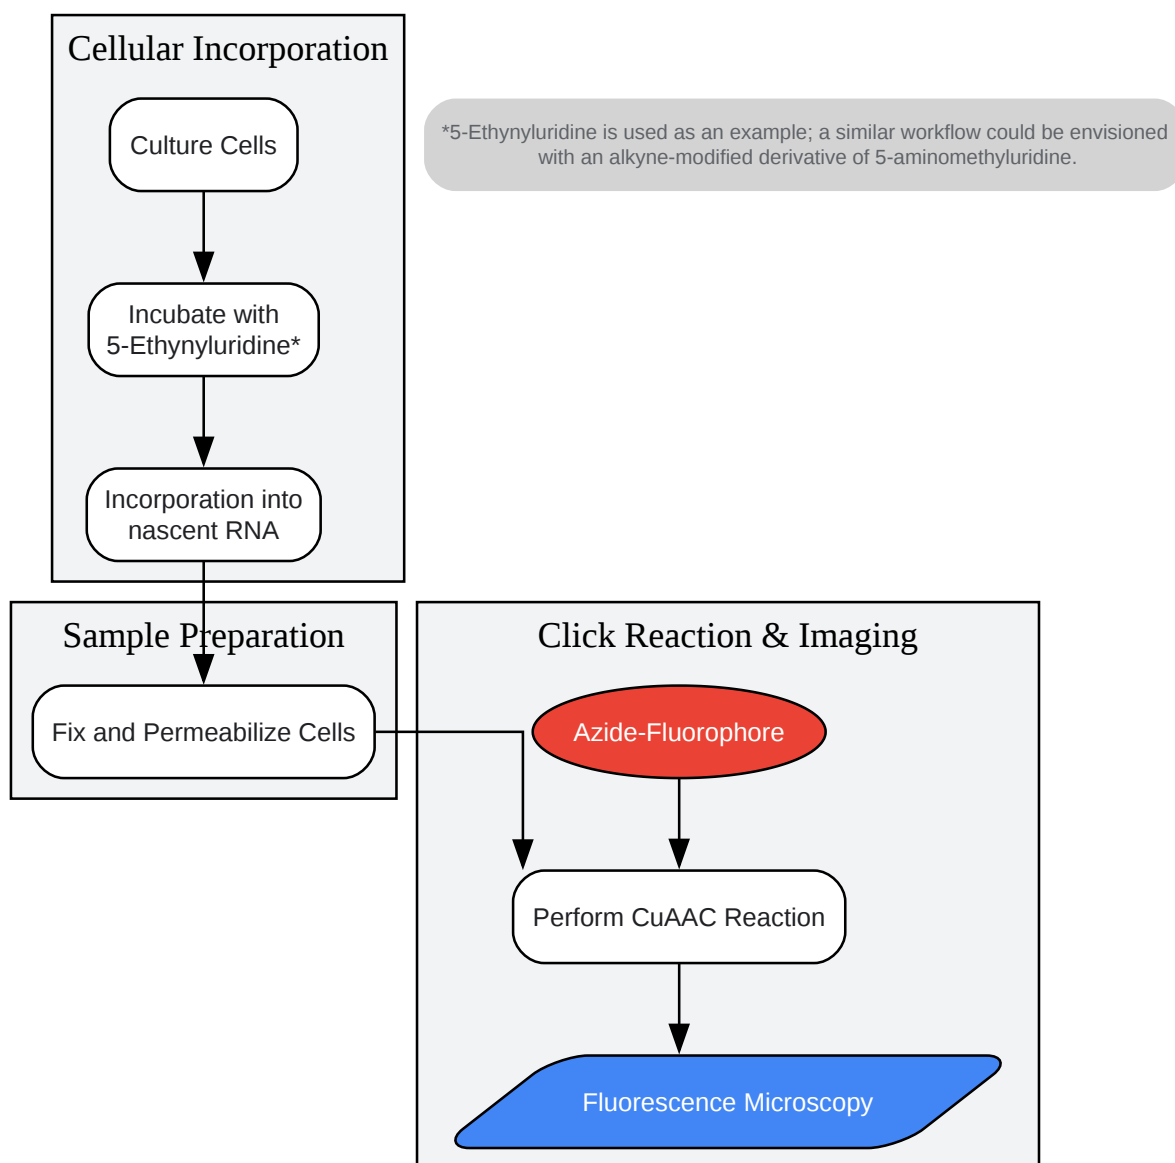 Cellular Incorporation
Culture Cells
*5-Ethynyluridine is used as an example; a similar workflow could be envisioned
with an alkyne-modified derivative of 5-aminomethyluridine.
Incubate with
5-Ethynyluridine*
Incorporation into
nascent RNA
Sample Preparation
Fix and Permeabilize Cells
Click Reaction & Imaging
Azide-Fluorophore
Perform CuAAC Reaction
Fluorescence Microscopy